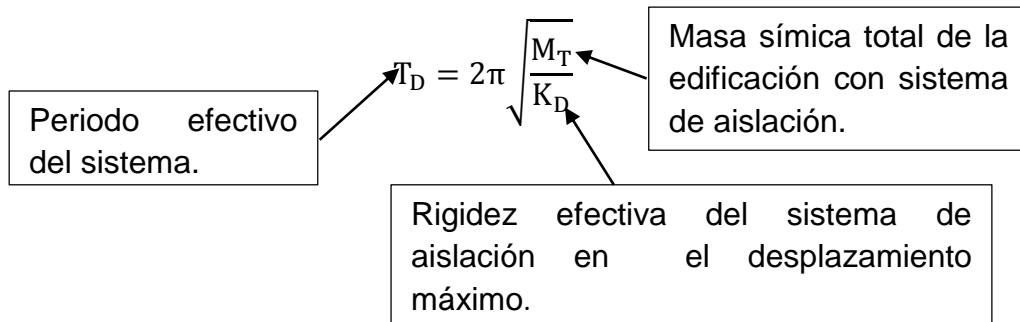 Masa símica total de la
edificación con sistema
de aislación.
T_D = 2π √(M_T / K_D)
Periodo efectivo
del sistema.
Rigidez efectiva del sistema de
aislación en el desplazamiento
máximo.